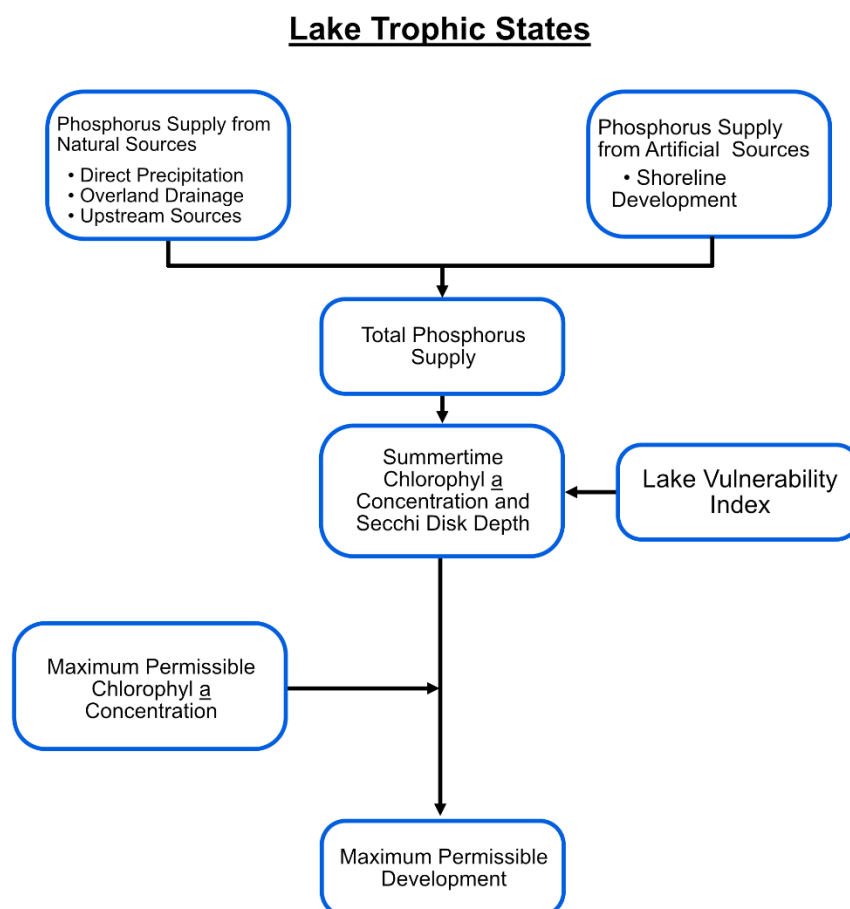 Lake Trophic States
Phosphorus Supply from
Natural Sources
• Direct Precipitation
• Overland Drainage
• Upstream Sources
Phosphorus Supply
from Artificial Sources
• Shoreline
Development
Total Phosphorus
Supply
Summertime
Chlorophyl a
Concentration and
Secchi Disk Depth
Lake Vulnerability
Index
Maximum Permissible
Chlorophyl a
Concentration
Maximum Permissible
Development